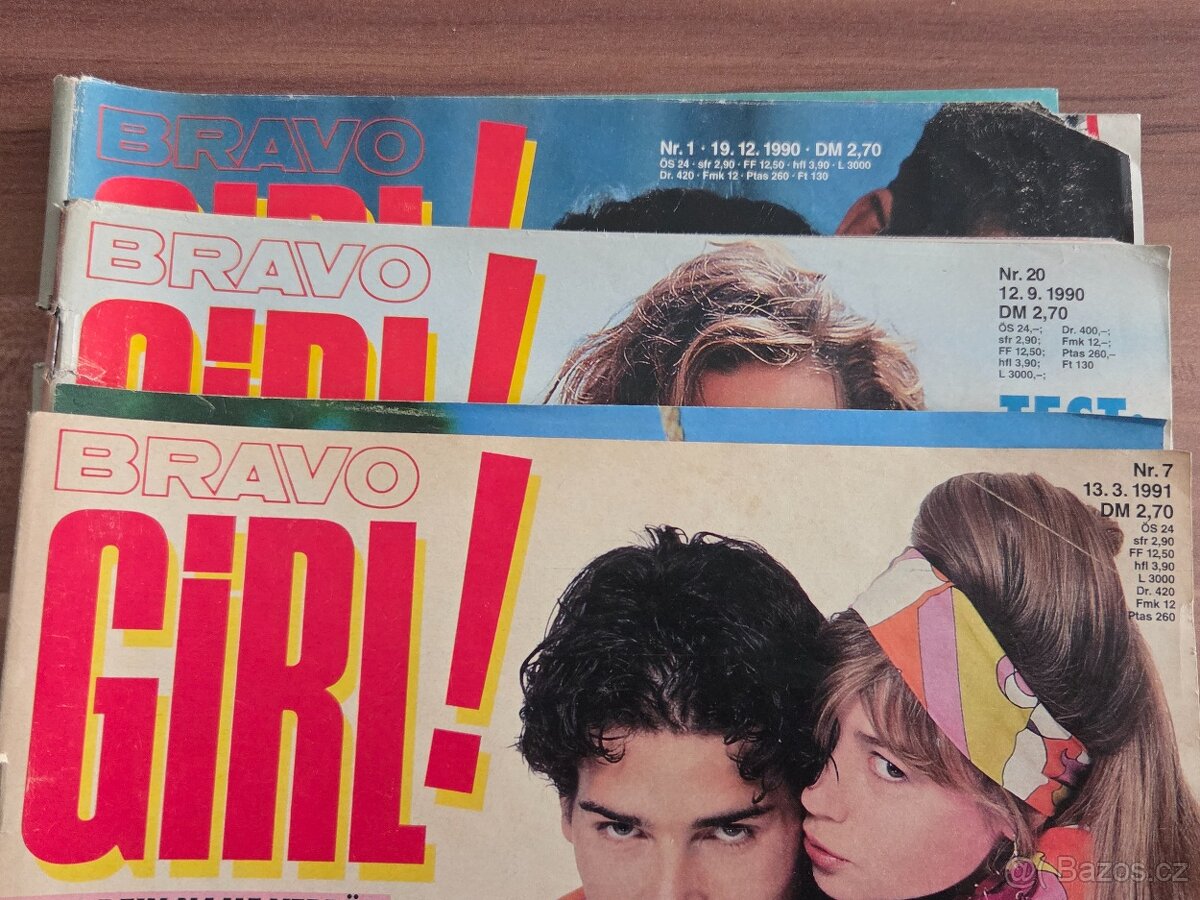 BRAVO
GiRL!
Nr. 1 · 19. 12. 1990 · DM 2,70
ÖS 24 · sfr 2,90 · FF 12,50 · hfl 3,90 · L 3000
Dr. 420 · Fmk 12 · Ptas 260 · Ft 130
BRAVO
GiRL!
Nr. 20
12. 9. 1990
DM 2,70
ÖS 24,–; Dr. 400,–;
sfr 2,90; Fmk 12,–;
FF 12,50; Ptas 260,–
hfl 3,90; Ft 130
L 3000,–;
TEST:
BRAVO
GiRL!
Nr. 7
13. 3. 1991
DM 2,70
ÖS 24
sfr 2,90
FF 12,50
hfl 3,90
L 3000
Dr. 420
Fmk 12
Ptas 260
Bazos.cz